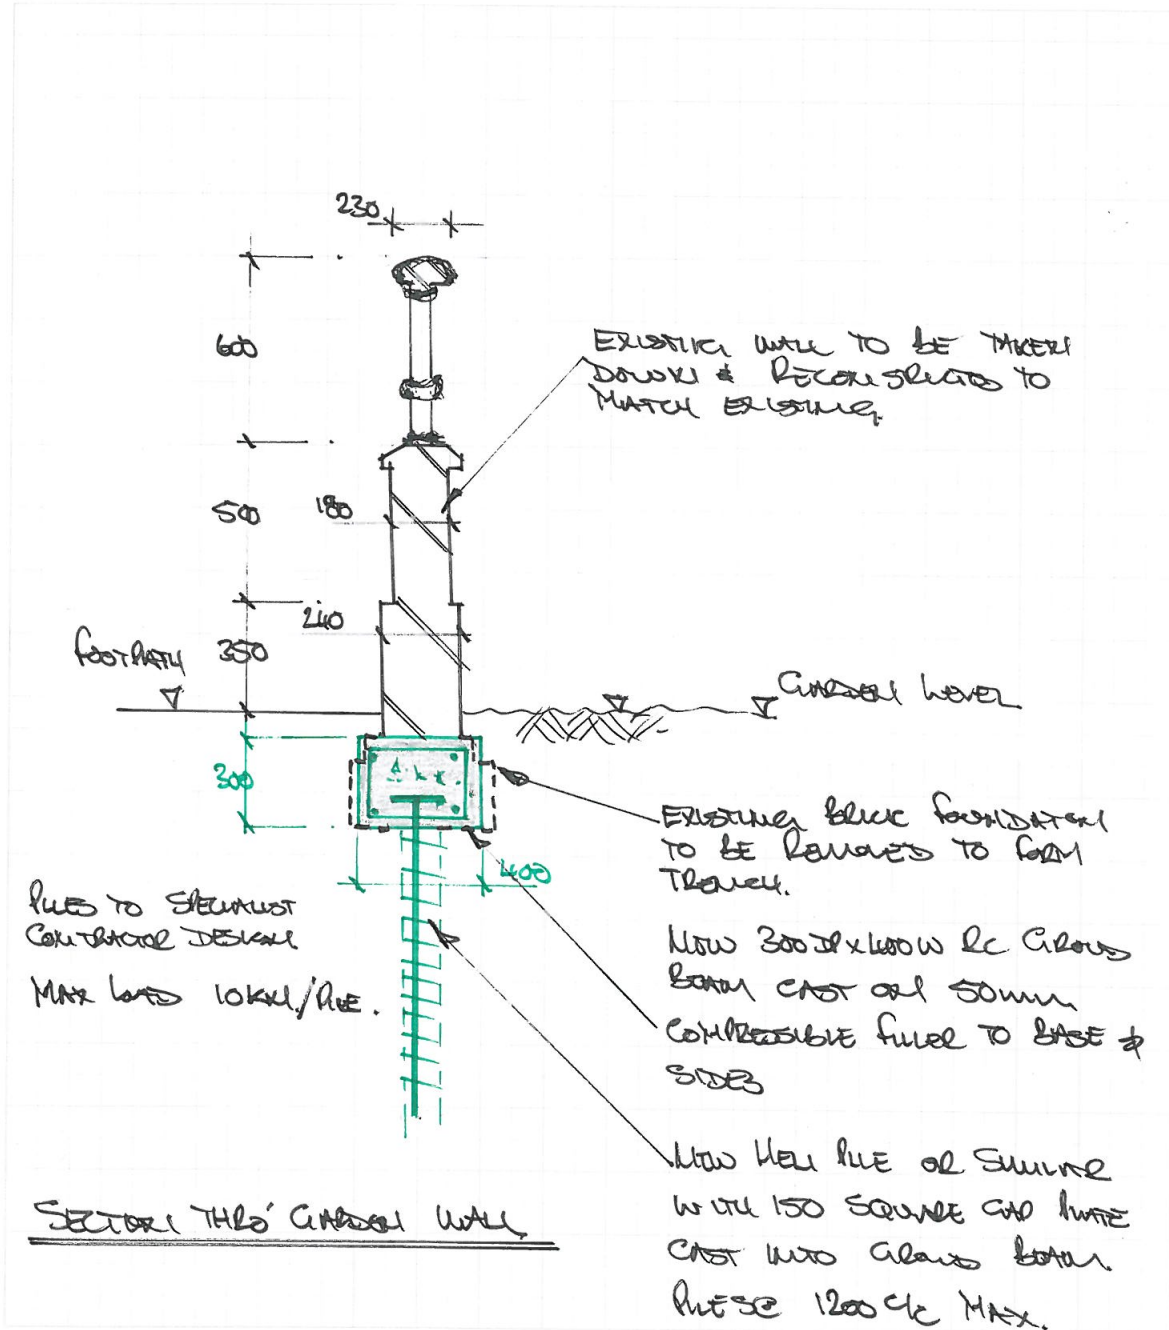 230
600
EXISTING WALL TO BE TAKEN
DOWN & RECONSTRUCTED TO
MATCH EXISTING.
500
180
240
FOOTPATH
350
GARDEN LEVEL
300
400
EXISTING BRICK FOUNDATION
TO BE REMOVED TO FORM
TRENCH.
PILES TO SPECIALIST
CONTRACTOR DESIGN
MAX LOAD 10KN/PILE.
NEW 300DPx400W RC GROUND
BEAM CAST ON 50mm
COMPRESSIBLE FILLER TO BASE &
SIDES
NEW HELI PILE OR SIMILAR
WITH 150 SQUARE CAP PLATE
CAST INTO GROUND BEAM.
PILES @ 1200 C/C MAX.
SECTION THRO' GARDEN WALL